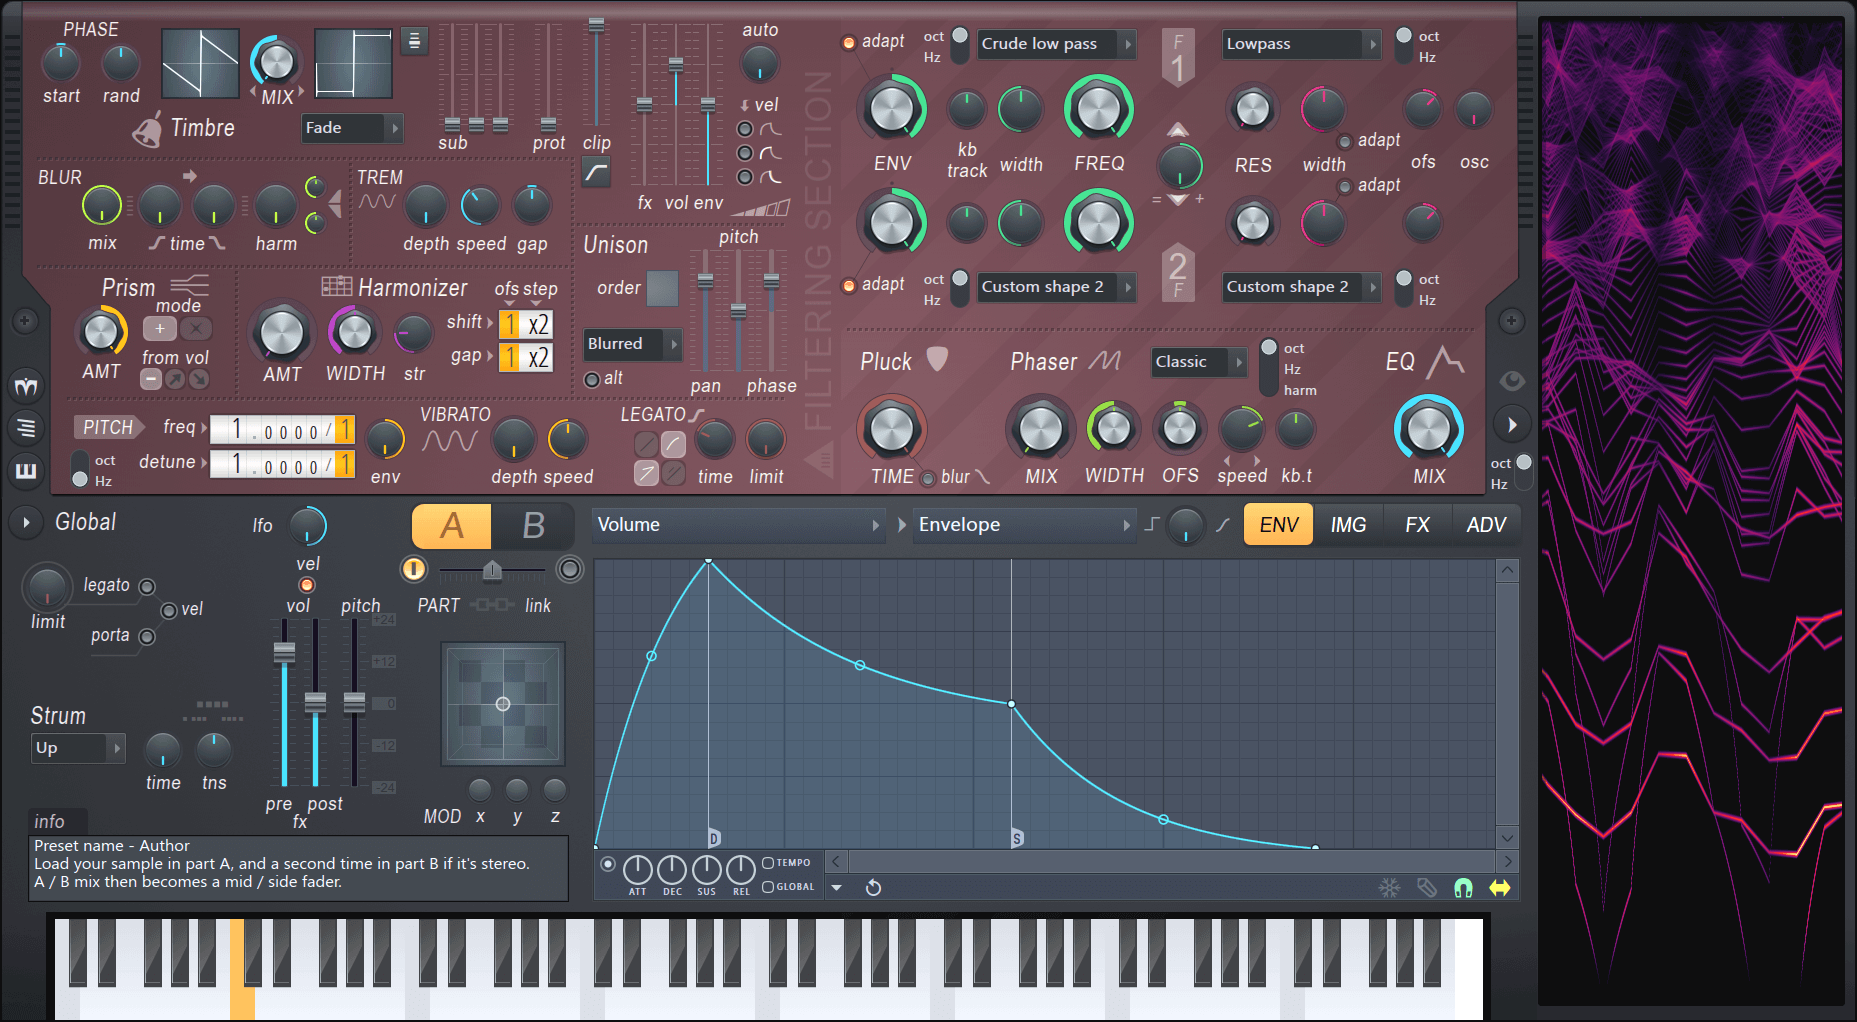 PHASE
start
rand
MIX
Timbre
Fade
sub
prot
clip
fx
vol
env
auto
vel
BLUR
mix
time
harm
TREM
depth
speed
gap
Prism
mode
+
from vol
AMT
Harmonizer
AMT
WIDTH
str
ofs step
shift 1 x2
gap 1 x2
Unison
order
Blurred
alt
pitch
pan
phase
PITCH
freq 1.0000/1
detune 1.0000/1
oct
Hz
env
VIBRATO
depth
speed
LEGATO
time
limit
FILTERING SECTION
adapt
oct
Hz
Crude low pass
F
1
Lowpass
oct
Hz
ENV
kb
track
width
FREQ
RES
width
adapt
ofs
osc
adapt
= +
adapt
oct
Hz
Custom shape 2
2
F
Custom shape 2
oct
Hz
Pluck
TIME
blur
Phaser
Classic
oct
Hz
harm
MIX
WIDTH
OFS
speed
kb.t
EQ
MIX
oct
Hz
Global
lfo
vel
limit
legato
vel
porta
vol
pitch
+24
+12
0
-12
-24
pre
post
fx
Strum
Up
time
tns
A
B
PART
link
MOD
x
y
z
Volume
Envelope
ENV
IMG
FX
ADV
D
S
ATT
DEC
SUS
REL
TEMPO
GLOBAL
info
Preset name - Author
Load your sample in part A, and a second time in part B if it's stereo.
A / B mix then becomes a mid / side fader.